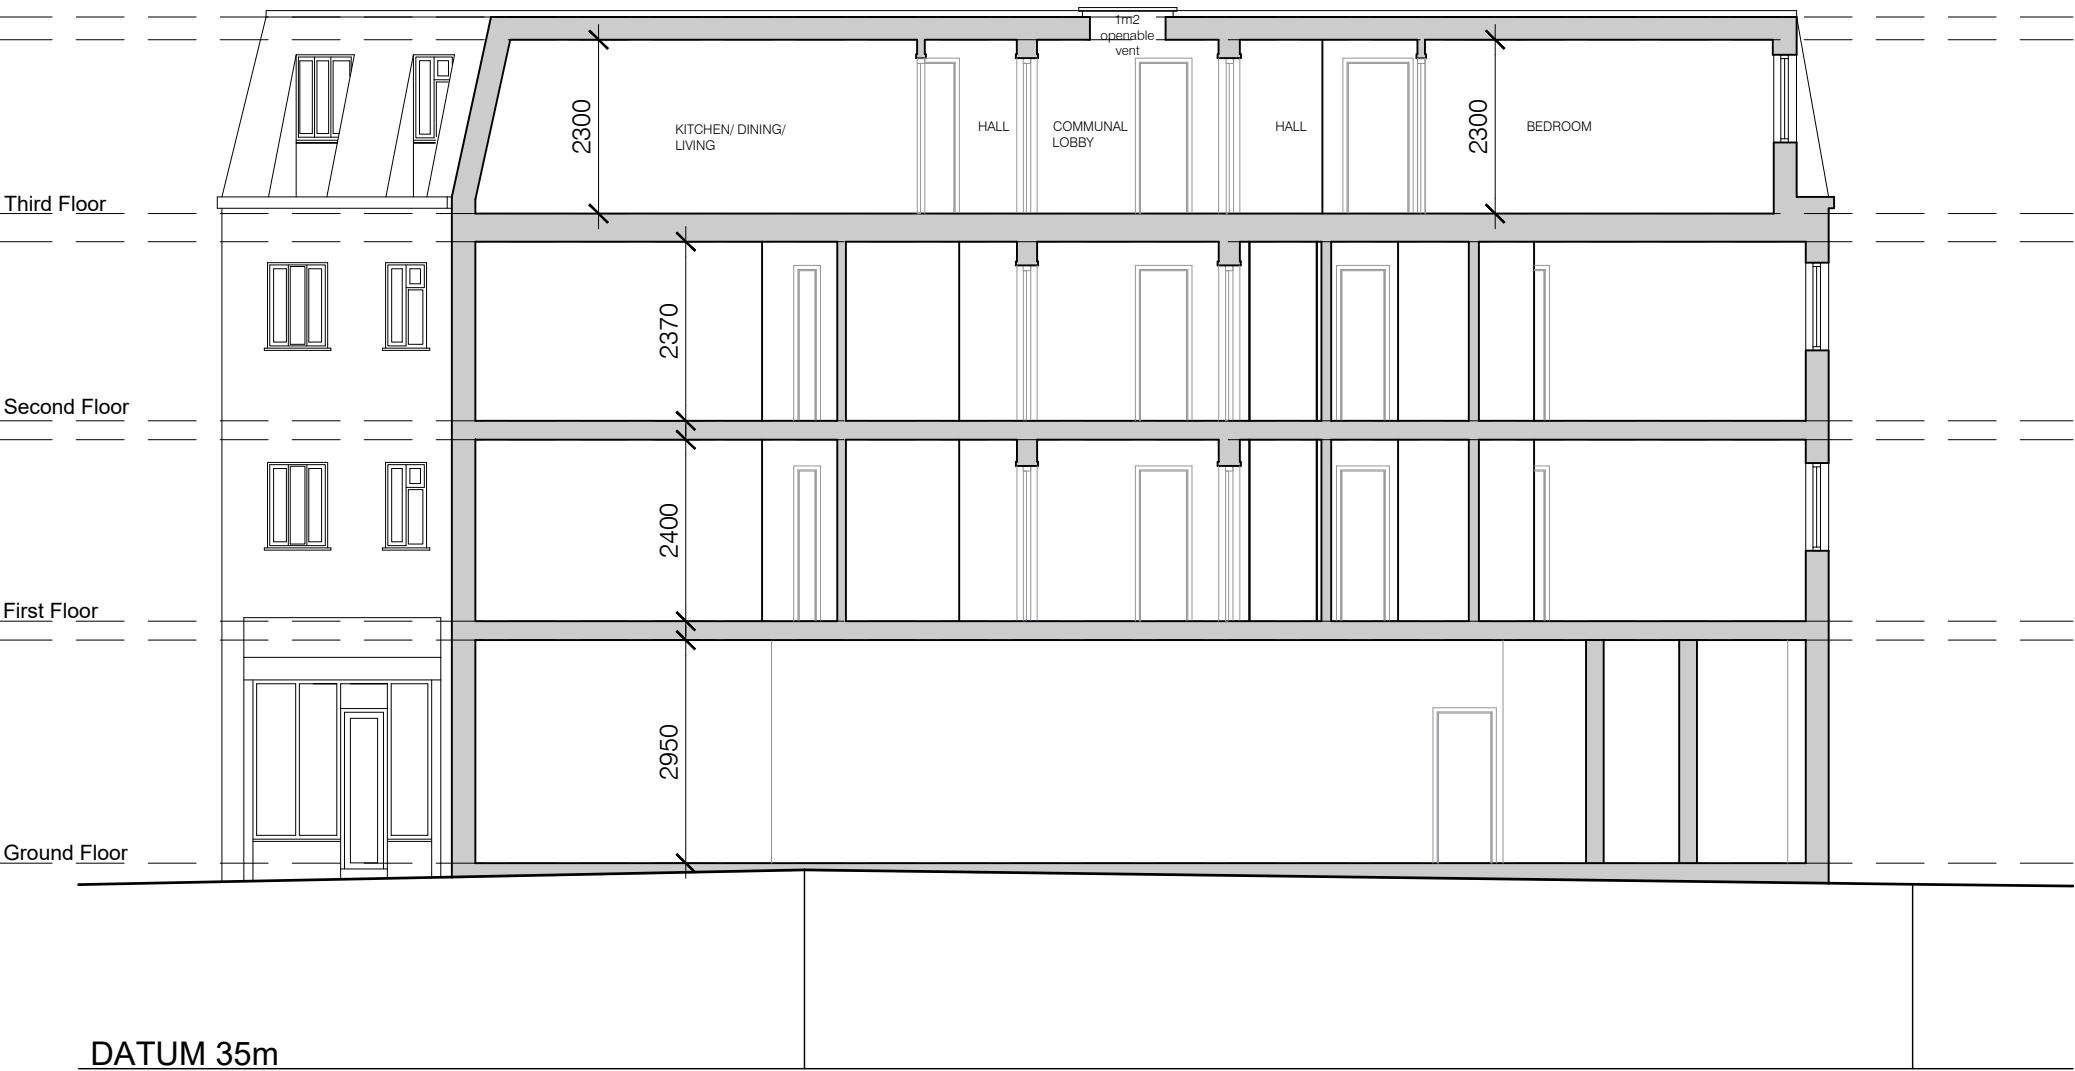 1m2
openable
vent
2300
KITCHEN/ DINING/
LIVING
HALL
COMMUNAL
LOBBY
HALL
2300
BEDROOM
Third Floor
2370
Second Floor
2400
First Floor
2950
Ground Floor
DATUM 35m